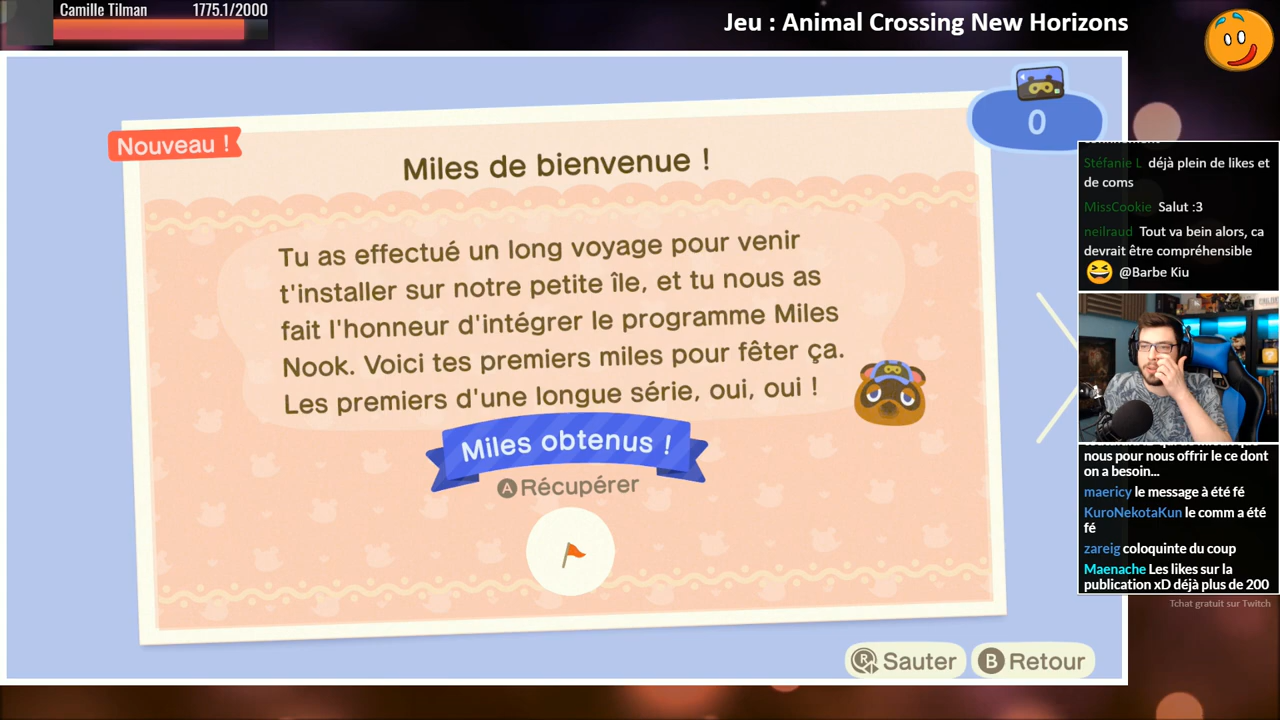 Camille Tilman 1775.1/2000
Jeu : Animal Crossing New Horizons
0
Nouveau !
Miles de bienvenue !
Tu as effectué un long voyage pour venir
t'installer sur notre petite île, et tu nous as
fait l'honneur d'intégrer le programme Miles
Nook. Voici tes premiers miles pour fêter ça.
Les premiers d'une longue série, oui, oui !
Miles obtenus !
A Récupérer
R Sauter
B Retour
Stéfanie L déjà plein de likes et
de coms
MissCookie Salut :3
neilraud Tout va bein alors, ca
devrait être compréhensible
@Barbe Kiu
nous pour nous offrir le ce dont
on a besoin...
maericy le message à été fé
KuroNekotaKun le comm a été
fé
zareig coloquinte du coup
Maenache Les likes sur la
publication xD déjà plus de 200
Tchat gratuit sur Twitch